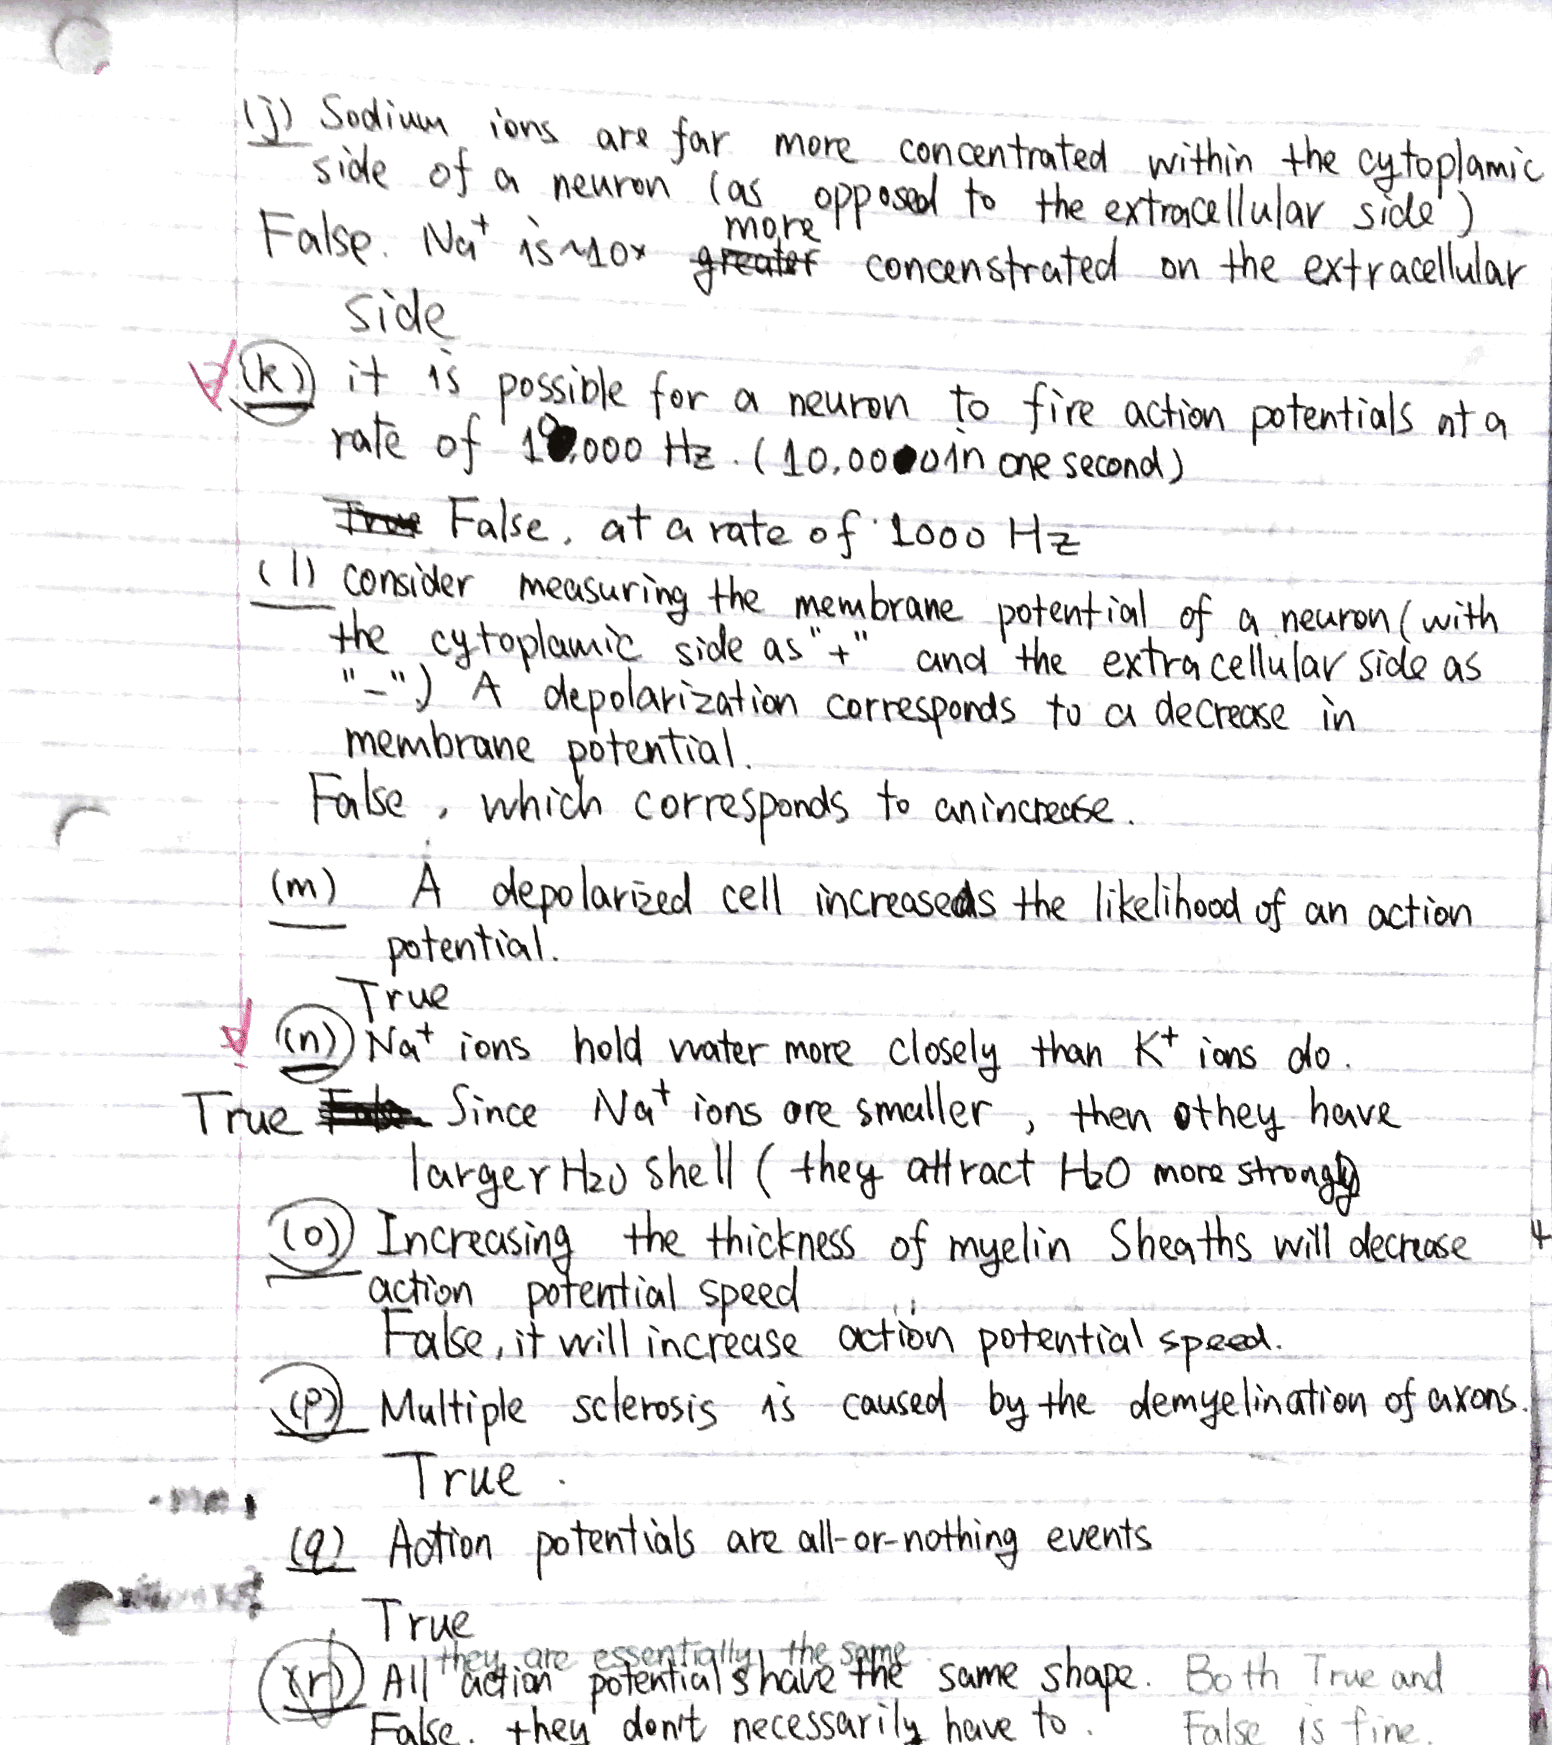 (j) Sodium ions are far more concentrated within the cytoplamic
side of a neuron (as opposed to the extracellular side)
False. Na+ is ~10x greater more concenstrated on the extracellular
side
(k) it is possible for a neuron to fire action potentials at a
rate of 10,000 Hz. (10,000 in one second)
True False, at a rate of 1000 Hz
(l) consider measuring the membrane potential of a neuron (with
the cytoplamic side as "+" and the extracellular side as
"-") A depolarization corresponds to a decrease in
membrane potential.
False, which corresponds to an increase.
(m) A depolarized cell increases the likelihood of an action
potential.
True
(n) Na+ ions hold water more closely than K+ ions do.
True False Since Na+ ions are smaller, then they have
larger H2O shell (they attract H2O more strongly
(o) Increasing the thickness of myelin Sheaths will decrease
action potential speed
False, it will increase action potential speed.
(p) Multiple sclerosis is caused by the demyelination of axons.
True.
(q) Action potentials are all-or-nothing events
True
they are essentially the same
(r) All action potentials have the same shape. Both True and
False. they don't necessarily have to. False is fine.